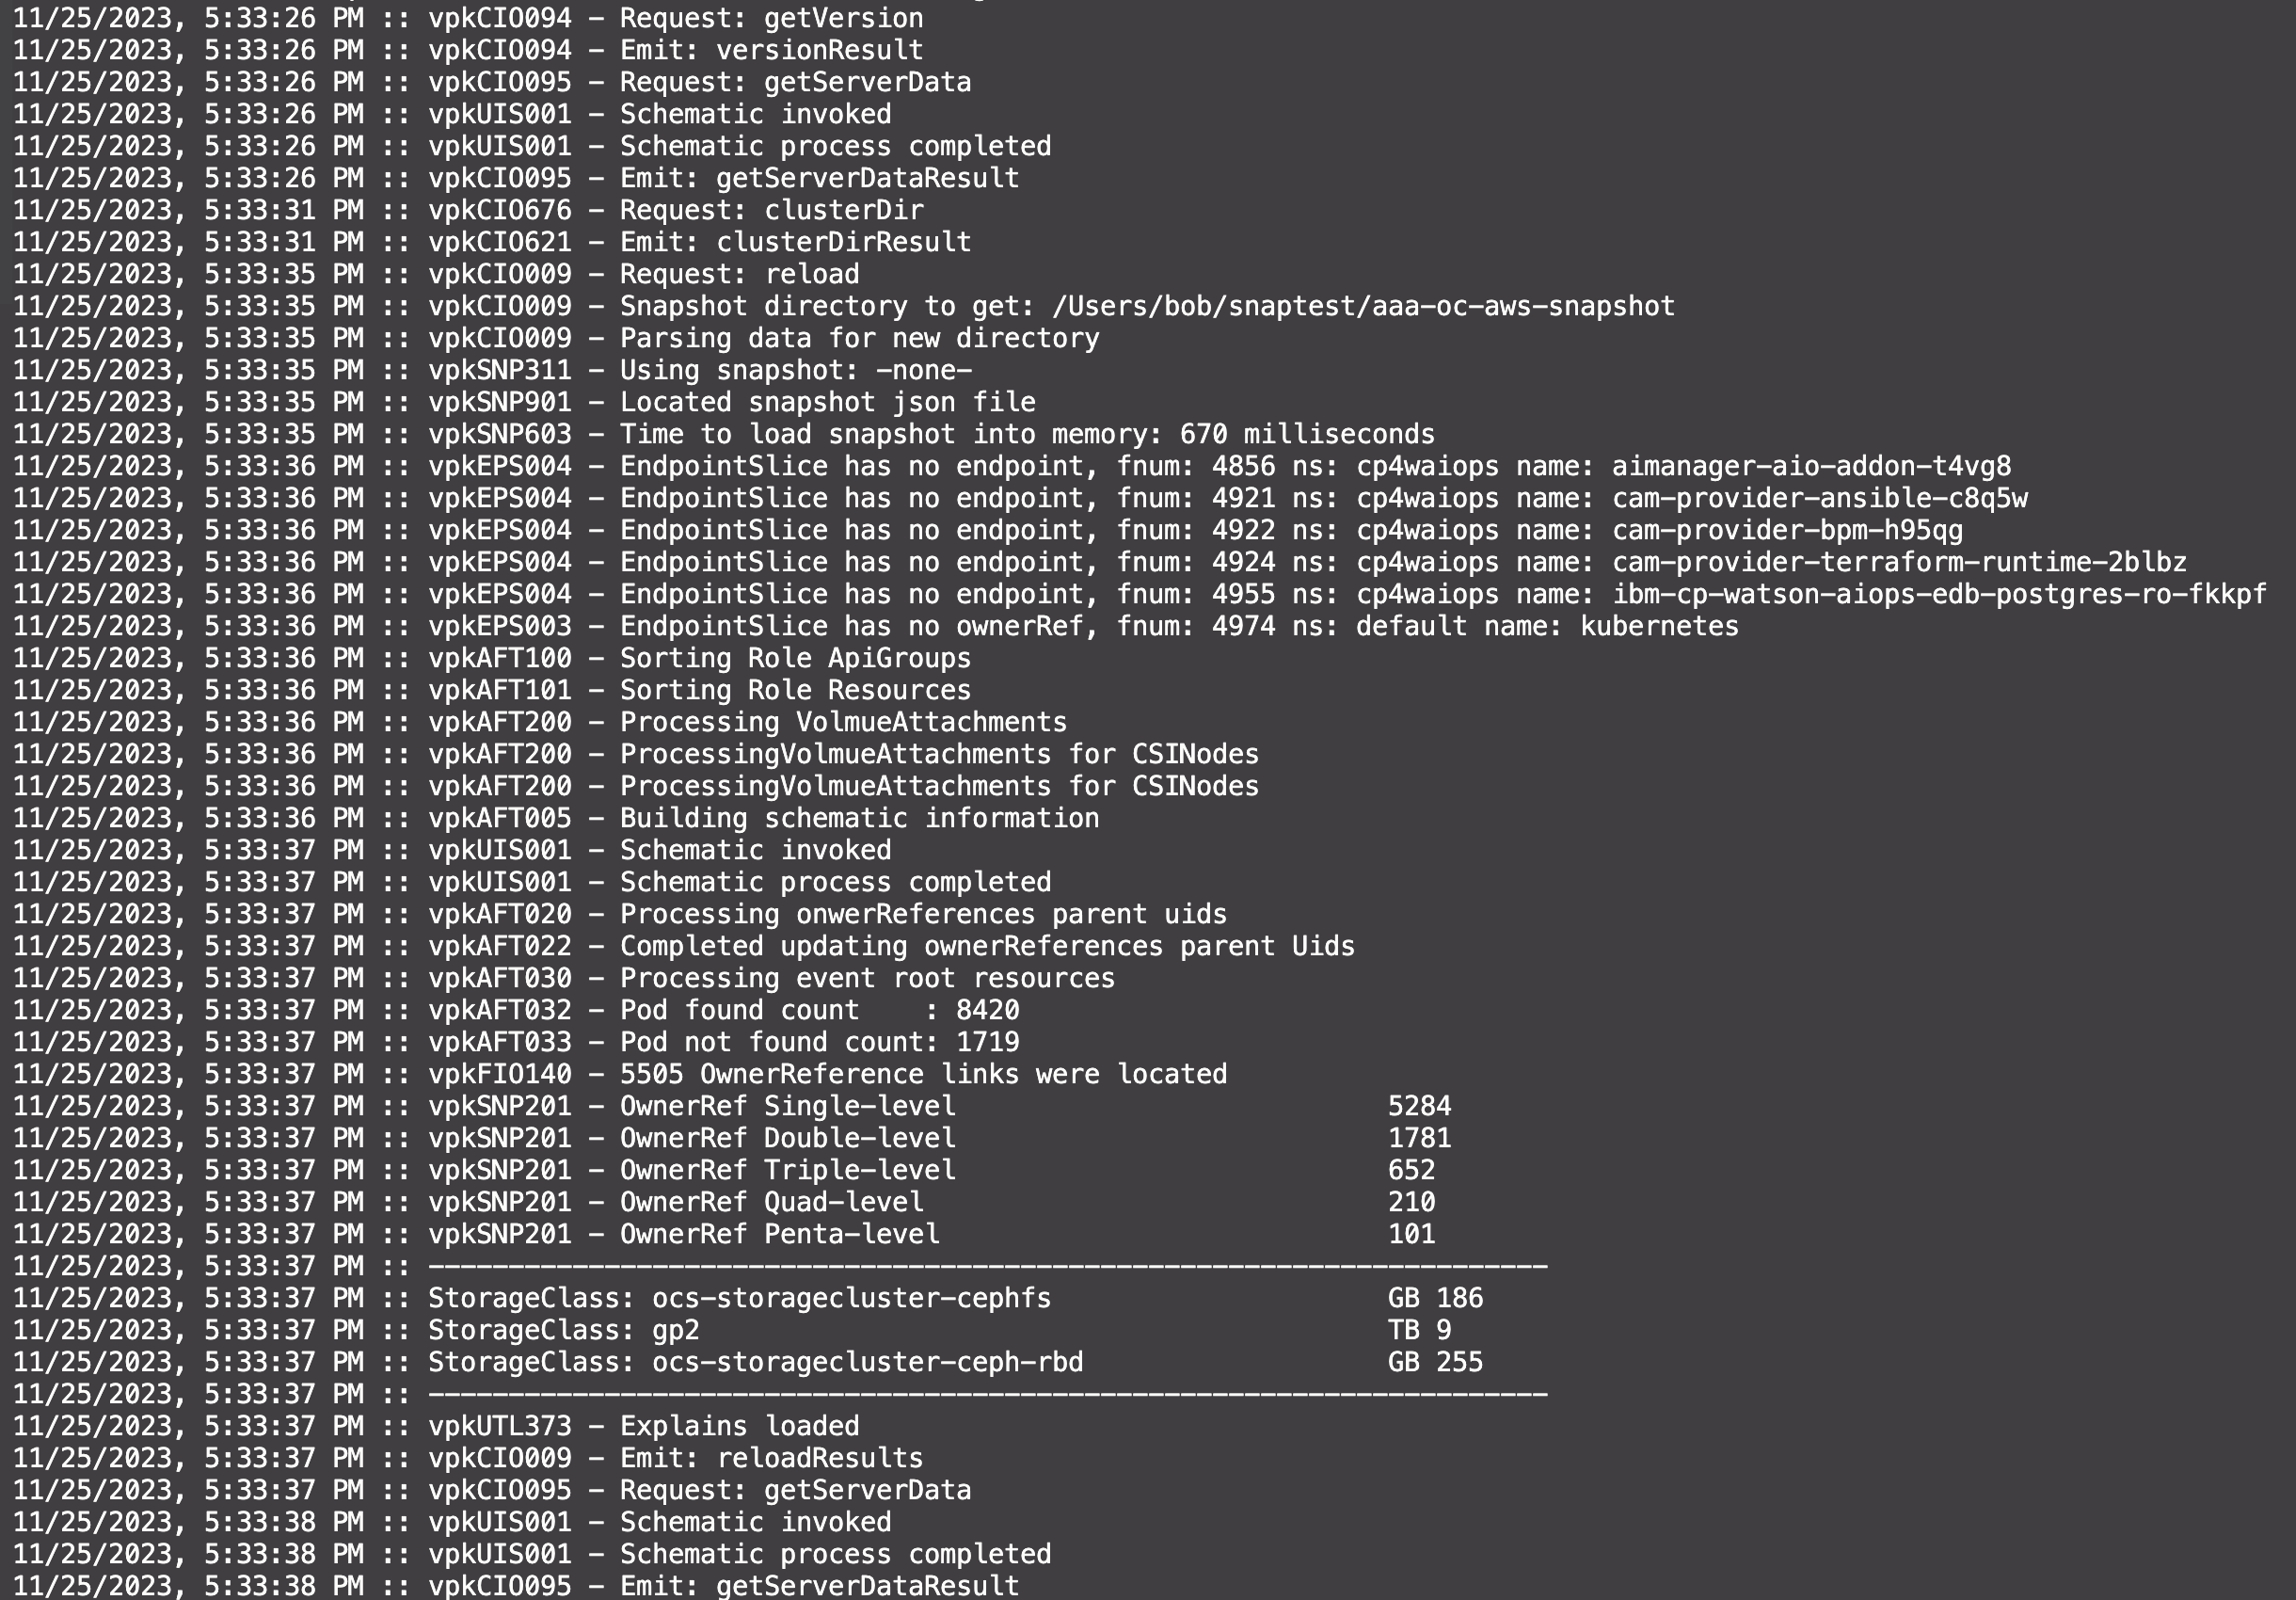 11/25/2023, 5:33:26 PM :: vpkCIO094 - Request: getVersion
11/25/2023, 5:33:26 PM :: vpkCIO094 - Emit: versionResult
11/25/2023, 5:33:26 PM :: vpkCIO095 - Request: getServerData
11/25/2023, 5:33:26 PM :: vpkUIS001 - Schematic invoked
11/25/2023, 5:33:26 PM :: vpkUIS001 - Schematic process completed
11/25/2023, 5:33:26 PM :: vpkCIO095 - Emit: getServerDataResult
11/25/2023, 5:33:31 PM :: vpkCIO676 - Request: clusterDir
11/25/2023, 5:33:31 PM :: vpkCIO621 - Emit: clusterDirResult
11/25/2023, 5:33:35 PM :: vpkCIO009 - Request: reload
11/25/2023, 5:33:35 PM :: vpkCIO009 - Snapshot directory to get: /Users/bob/snaptest/aaa-oc-aws-snapshot
11/25/2023, 5:33:35 PM :: vpkCIO009 - Parsing data for new directory
11/25/2023, 5:33:35 PM :: vpkSNP311 - Using snapshot: -none-
11/25/2023, 5:33:35 PM :: vpkSNP901 - Located snapshot json file
11/25/2023, 5:33:35 PM :: vpkSNP603 - Time to load snapshot into memory: 670 milliseconds
11/25/2023, 5:33:36 PM :: vpkEPS004 - EndpointSlice has no endpoint, fnum: 4856 ns: cp4waiops name: aimanager-aio-addon-t4vg8
11/25/2023, 5:33:36 PM :: vpkEPS004 - EndpointSlice has no endpoint, fnum: 4921 ns: cp4waiops name: cam-provider-ansible-c8q5w
11/25/2023, 5:33:36 PM :: vpkEPS004 - EndpointSlice has no endpoint, fnum: 4922 ns: cp4waiops name: cam-provider-bpm-h95qg
11/25/2023, 5:33:36 PM :: vpkEPS004 - EndpointSlice has no endpoint, fnum: 4924 ns: cp4waiops name: cam-provider-terraform-runtime-2blbz
11/25/2023, 5:33:36 PM :: vpkEPS004 - EndpointSlice has no endpoint, fnum: 4955 ns: cp4waiops name: ibm-cp-watson-aiops-edb-postgres-ro-fkkpf
11/25/2023, 5:33:36 PM :: vpkEPS003 - EndpointSlice has no ownerRef, fnum: 4974 ns: default name: kubernetes
11/25/2023, 5:33:36 PM :: vpkAFT100 - Sorting Role ApiGroups
11/25/2023, 5:33:36 PM :: vpkAFT101 - Sorting Role Resources
11/25/2023, 5:33:36 PM :: vpkAFT200 - Processing VolmueAttachments
11/25/2023, 5:33:36 PM :: vpkAFT200 - ProcessingVolmueAttachments for CSINodes
11/25/2023, 5:33:36 PM :: vpkAFT200 - ProcessingVolmueAttachments for CSINodes
11/25/2023, 5:33:36 PM :: vpkAFT005 - Building schematic information
11/25/2023, 5:33:37 PM :: vpkUIS001 - Schematic invoked
11/25/2023, 5:33:37 PM :: vpkUIS001 - Schematic process completed
11/25/2023, 5:33:37 PM :: vpkAFT020 - Processing onwerReferences parent uids
11/25/2023, 5:33:37 PM :: vpkAFT022 - Completed updating ownerReferences parent Uids
11/25/2023, 5:33:37 PM :: vpkAFT030 - Processing event root resources
11/25/2023, 5:33:37 PM :: vpkAFT032 - Pod found count    : 8420
11/25/2023, 5:33:37 PM :: vpkAFT033 - Pod not found count: 1719
11/25/2023, 5:33:37 PM :: vpkFIO140 - 5505 OwnerReference links were located
11/25/2023, 5:33:37 PM :: vpkSNP201 - OwnerRef Single-level                           5284
11/25/2023, 5:33:37 PM :: vpkSNP201 - OwnerRef Double-level                           1781
11/25/2023, 5:33:37 PM :: vpkSNP201 - OwnerRef Triple-level                           652
11/25/2023, 5:33:37 PM :: vpkSNP201 - OwnerRef Quad-level                             210
11/25/2023, 5:33:37 PM :: vpkSNP201 - OwnerRef Penta-level                            101
11/25/2023, 5:33:37 PM :: ----------------------------------------------------------------------
11/25/2023, 5:33:37 PM :: StorageClass: ocs-storagecluster-cephfs                     GB 186
11/25/2023, 5:33:37 PM :: StorageClass: gp2                                           TB 9
11/25/2023, 5:33:37 PM :: StorageClass: ocs-storagecluster-ceph-rbd                   GB 255
11/25/2023, 5:33:37 PM :: ----------------------------------------------------------------------
11/25/2023, 5:33:37 PM :: vpkUTL373 - Explains loaded
11/25/2023, 5:33:37 PM :: vpkCIO009 - Emit: reloadResults
11/25/2023, 5:33:37 PM :: vpkCIO095 - Request: getServerData
11/25/2023, 5:33:38 PM :: vpkUIS001 - Schematic invoked
11/25/2023, 5:33:38 PM :: vpkUIS001 - Schematic process completed
11/25/2023, 5:33:38 PM :: vpkCIO095 - Emit: getServerDataResult